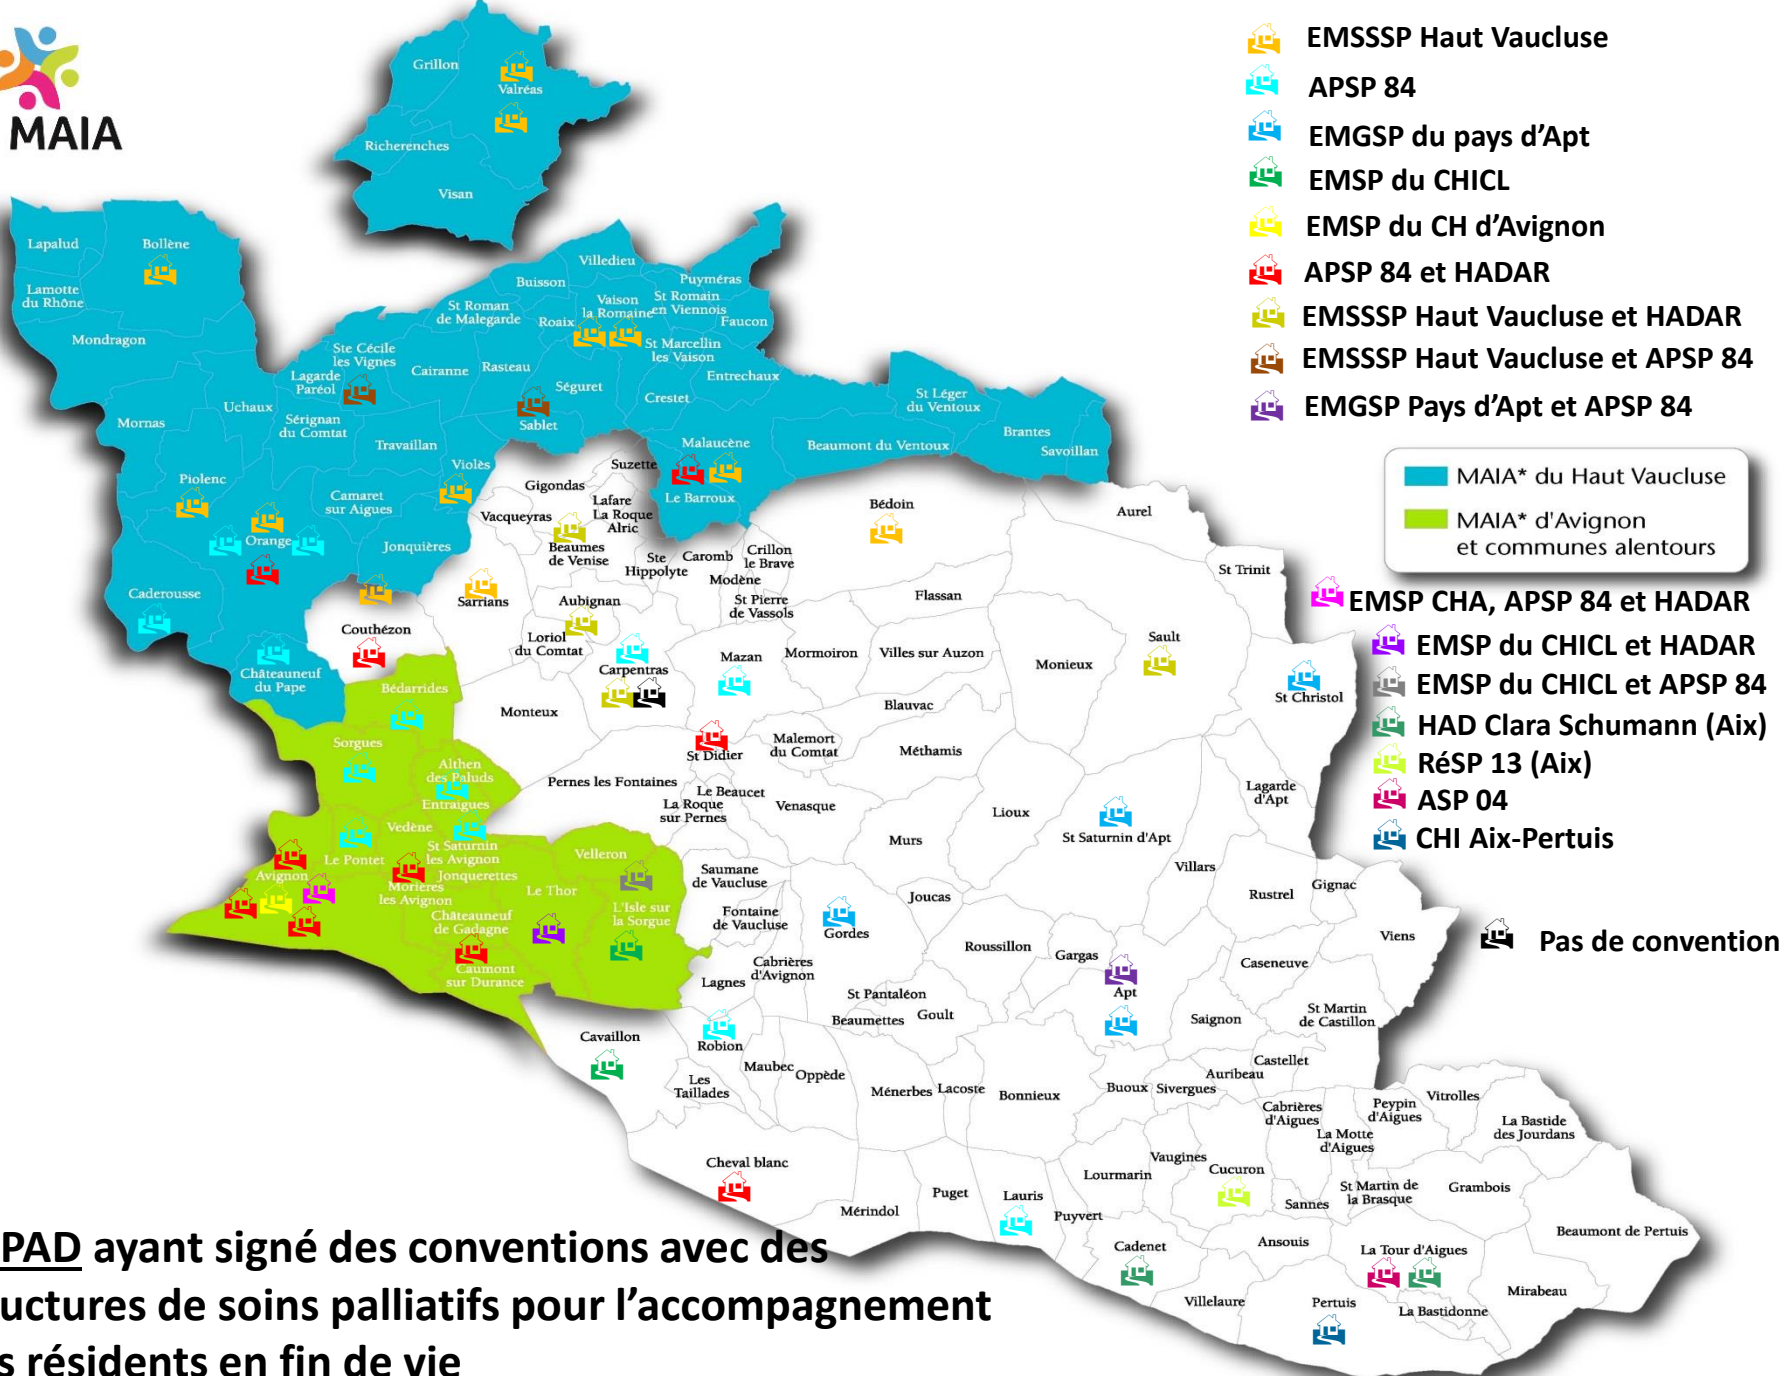 MAIA
EMSSSP Haut Vaucluse
APSP 84
EMGSP du pays d'Apt
EMSP du CHICL
EMSP du CH d'Avignon
APSP 84 et HADAR
EMSSSP Haut Vaucluse et HADAR
EMSSSP Haut Vaucluse et APSP 84
EMGSP Pays d'Apt et APSP 84
MAIA* du Haut Vaucluse
MAIA* d'Avignon
et communes alentours
EMSP CHA, APSP 84 et HADAR
EMSP du CHICL et HADAR
EMSP du CHICL et APSP 84
HAD Clara Schumann (Aix)
RéSP 13 (Aix)
ASP 04
CHI Aix-Pertuis
Pas de convention
Grillon
Valréas
Richerenches
Visan
Lapalud
Bollène
Lamotte
du Rhône
Mondragon
Villedieu
Buisson
Puyméras
St Roman
de Malegarde
Roaix
Vaison
la Romaine
St Romain
en Viennois
Faucon
Ste Cécile
les Vignes
Lagarde
Paréol
Cairanne
Rasteau
St Marcellin
les Vaison
Entrechaux
Séguret
Crestet
Uchaux
Mornas
Sérignan
du Comtat
Travaillan
Sablet
St Léger
du Ventoux
Brantes
Savoillan
Malaucène
Beaumont du Ventoux
Violès
Piolenc
Camaret
sur Aigues
Suzette
Gigondas
Le Barroux
Lafare
La Roque
Alric
Vacqueyras
Bédoin
Aurel
Orange
Jonquières
Beaumes
de Venise
Ste
Hippolyte
Caromb
Crillon
le Brave
Modène
St Trinit
Caderousse
Sarrians
Aubignan
St Pierre
de Vassols
Flassan
Couthézon
Loriol
du Comtat
Sault
Châteauneuf
du Pape
Carpentras
Mazan
Mormoiron
Villes sur Auzon
Monieux
St Christol
Bédarrides
Monteux
Blauvac
Sorgues
St Didier
Malemort
du Comtat
Méthamis
Althen
des Paluds
Pernes les Fontaines
Le Beaucet
La Roque
sur Pernes
Venasque
Lagarde
d'Apt
Entraigues
Lioux
Vedène
Murs
St Saturnin d'Apt
Le Pontet
St Saturnin
les Avignon
Velleron
Jonquerettes
Saumane
de Vaucluse
Villars
Avignon
Morières
les Avignon
Le Thor
Joucas
Rustrel
Gignac
Châteauneuf
de Gadagne
L'Isle sur
la Sorgue
Fontaine
de Vaucluse
Gordes
Roussillon
Viens
Gargas
Caseneuve
Caumont
sur Durance
Cabrières
d'Avignon
Lagnes
Apt
St Pantaléon
Beaumettes
Goult
Saignon
St Martin
de Castillon
Cavaillon
Robion
Maubec
Oppède
Castellet
Auribeau
Les
Taillades
Ménerbes
Lacoste
Bonnieux
Buoux
Sivergues
Cabrières
d'Aigues
Peypin
d'Aigues
Vitrolles
La Motte
d'Aigues
La Bastide
des Jourdans
Cheval blanc
Vaugines
Lourmarin
Cucuron
Puget
Lauris
St Martin de
la Brasque
Grambois
Mérindol
Puyvert
Sannes
Beaumont de Pertuis
Cadenet
Ansouis
La Tour d'Aigues
Mirabeau
Villelaure
Pertuis
La Bastidonne
PAD ayant signé des conventions avec des
uctures de soins palliatifs pour l'accompagnement
s résidents en fin de vie